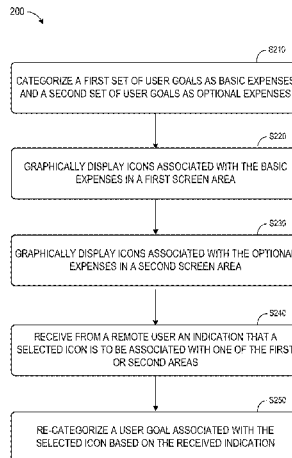 200
S210
CATEGORIZE A FIRST SET OF USER GOALS AS BASIC EXPENSES
AND A SECOND SET OF USER GOALS AS OPTIONAL EXPENSES
S220
GRAPHICALLY DISPLAY ICONS ASSOCIATED WITH THE BASIC
EXPENSES IN A FIRST SCREEN AREA
S235
GRAPHICALLY DISPLAY ICONS ASSOCIATED WITH THE OPTIONAL
EXPENSES IN A SECOND SCREEN AREA
S240
RECEIVE FROM A REMOTE USER AN INDICATION THAT A
SELECTED ICON IS TO BE ASSOCIATED WITH ONE OF THE FIRST
OR SECOND AREAS
S250
RE-CATEGORIZE A USER GOAL ASSOCIATED WITH THE
SELECTED ICON BASED ON THE RECEIVED INDICATION